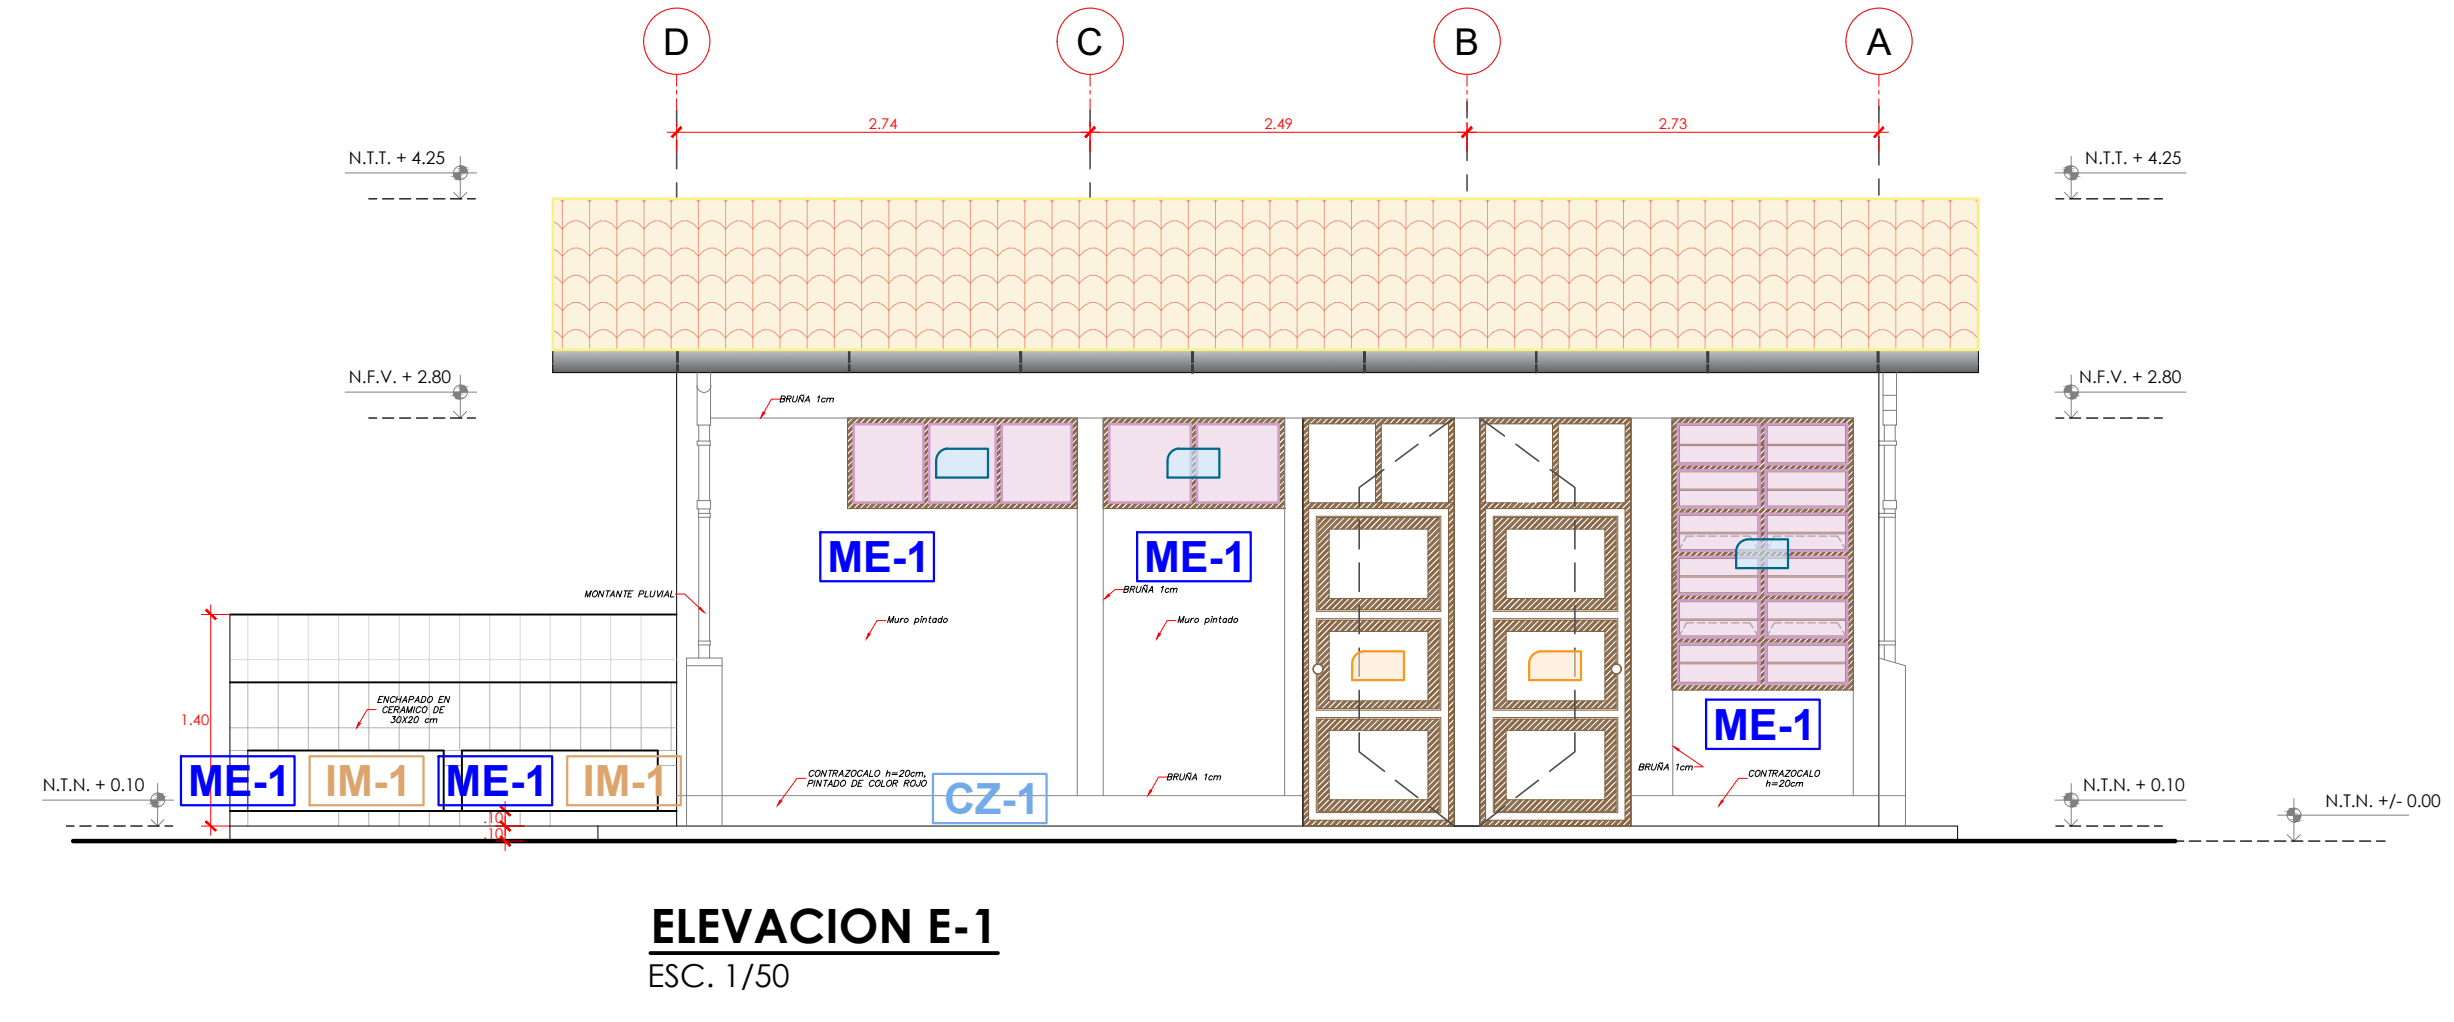 D
C
B
A
2.74
2.49
2.73
N.T.T. + 4.25
N.T.T. + 4.25
N.F.V. + 2.80
N.F.V. + 2.80
BRUÑA 1cm
ME-1
ME-1
MONTANTE PLUVIAL
BRUÑA 1cm
Muro pintado
Muro pintado
ENCHAPADO EN
CERAMICO DE
30X20 cm
1.40
ME-1
ME-1
IM-1
ME-1
IM-1
BRUÑA 1cm
CONTRAZOCALO h=20cm,
PINTADO DE COLOR ROJO
CZ-1
BRUÑA 1cm
CONTRAZOCALO
h=20cm
N.T.N. + 0.10
N.T.N. + 0.10
N.T.N. +/- 0.00
.10
.10
ELEVACION E-1
ESC. 1/50